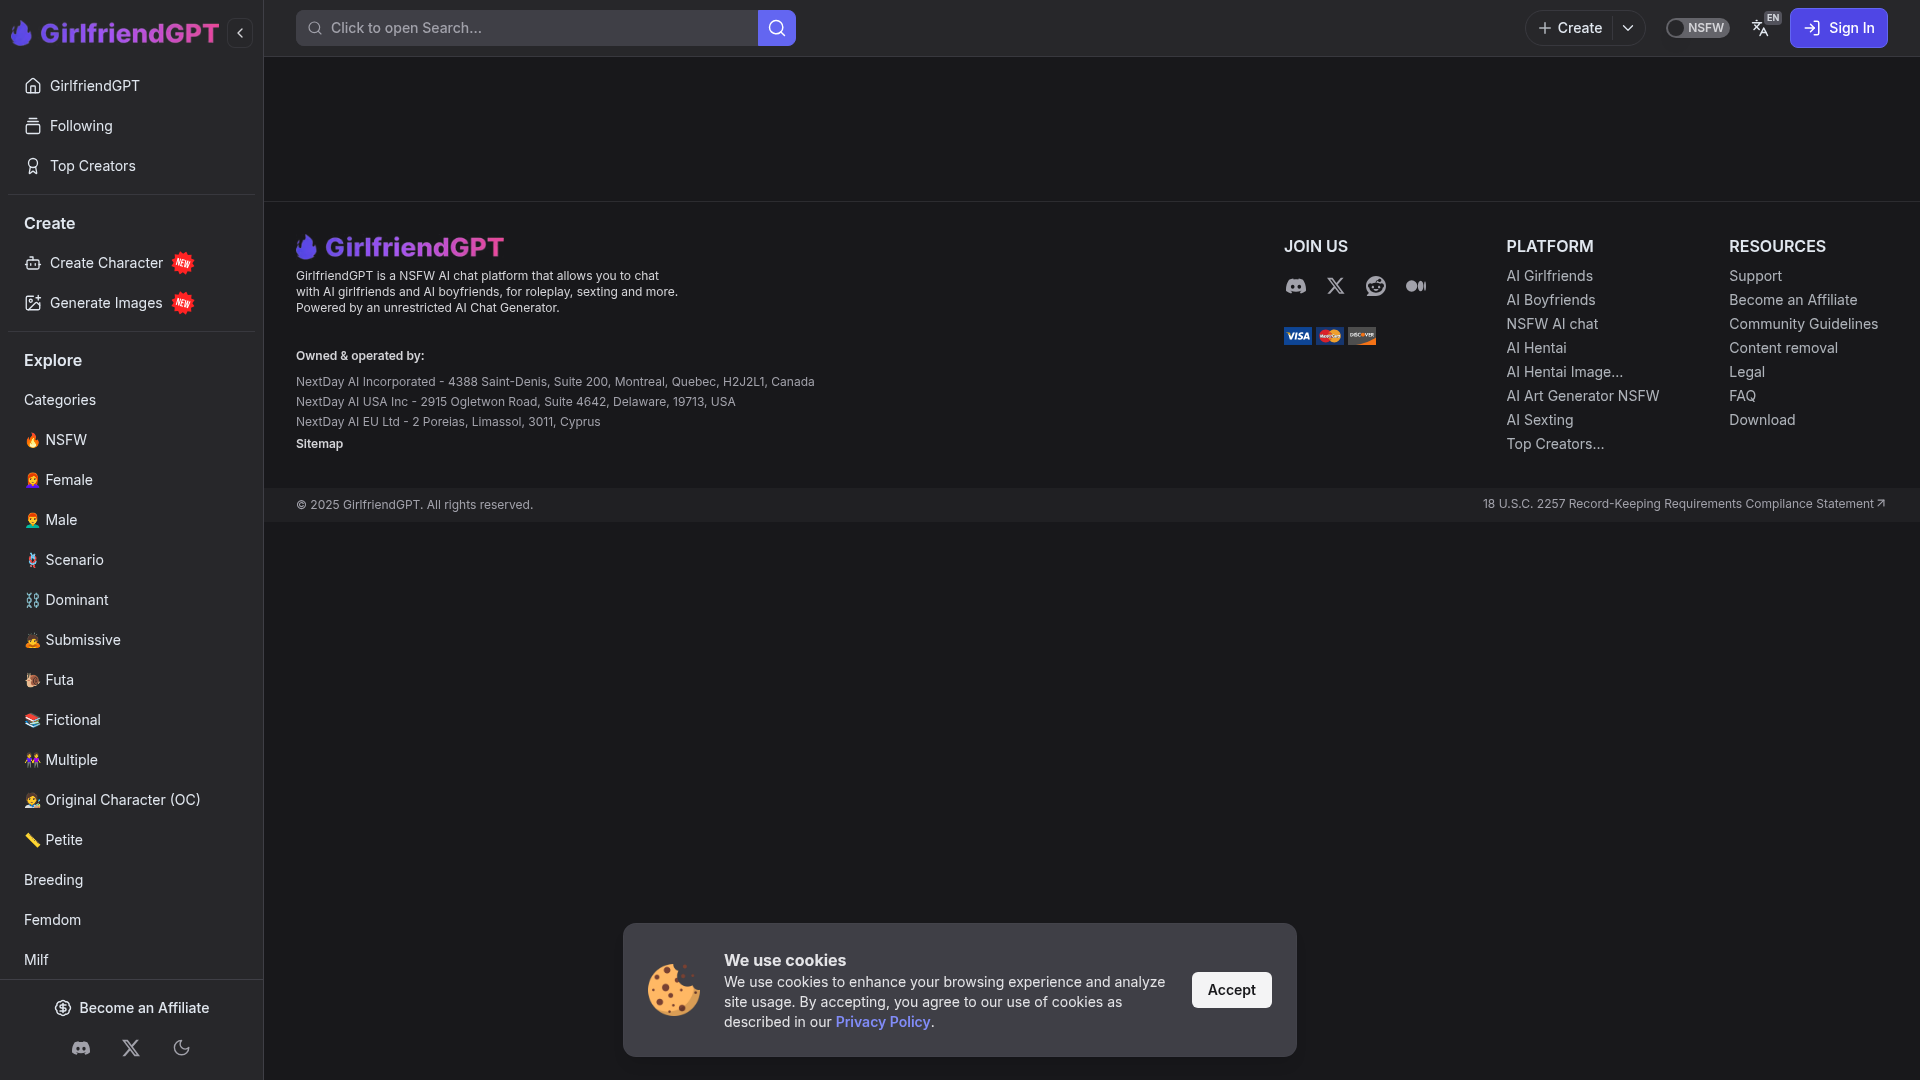 GirlfriendGPT
GirlfriendGPT
Following
Top Creators
Create
Create Character NEW
Generate Images NEW
Explore
Categories
NSFW
Female
Male
Scenario
Dominant
Submissive
Futa
Fictional
Multiple
Original Character (OC)
Petite
Breeding
Femdom
Milf
Become an Affiliate
Click to open Search...
Create
NSFW
EN
Sign In
GirlfriendGPT
GirlfriendGPT is a NSFW AI chat platform that allows you to chat
with AI girlfriends and AI boyfriends, for roleplay, sexting and more.
Powered by an unrestricted AI Chat Generator.
Owned & operated by:
NextDay AI Incorporated - 4388 Saint-Denis, Suite 200, Montreal, Quebec, H2J2L1, Canada
NextDay AI USA Inc - 2915 Ogletwon Road, Suite 4642, Delaware, 19713, USA
NextDay AI EU Ltd - 2 Poreias, Limassol, 3011, Cyprus
Sitemap
JOIN US
VISA MasterCard DISCOVER
PLATFORM
AI Girlfriends
AI Boyfriends
NSFW AI chat
AI Hentai
AI Hentai Image...
AI Art Generator NSFW
AI Sexting
Top Creators...
RESOURCES
Support
Become an Affiliate
Community Guidelines
Content removal
Legal
FAQ
Download
© 2025 GirlfriendGPT. All rights reserved.
18 U.S.C. 2257 Record-Keeping Requirements Compliance Statement
We use cookies
We use cookies to enhance your browsing experience and analyze
site usage. By accepting, you agree to our use of cookies as
described in our Privacy Policy.
Accept